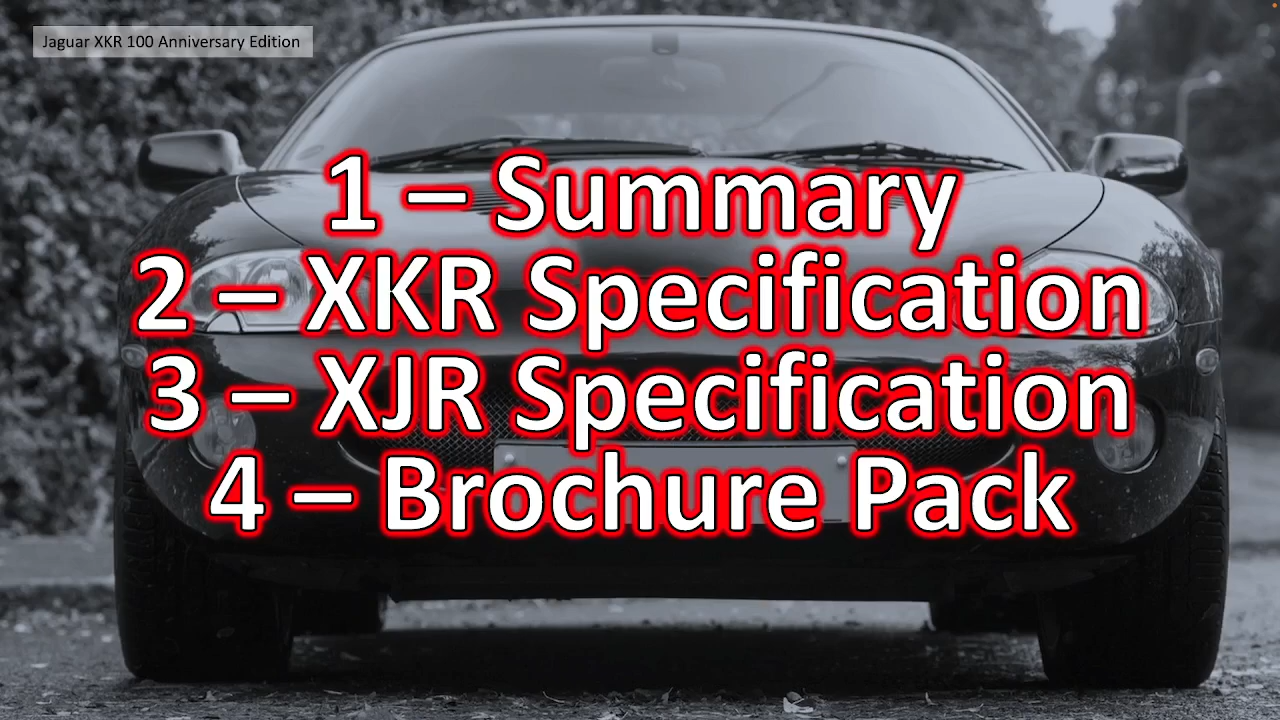 Jaguar XKR 100 Anniversary Edition
1 – Summary
2 – XKR Specification
3 – XJR Specification
4 – Brochure Pack